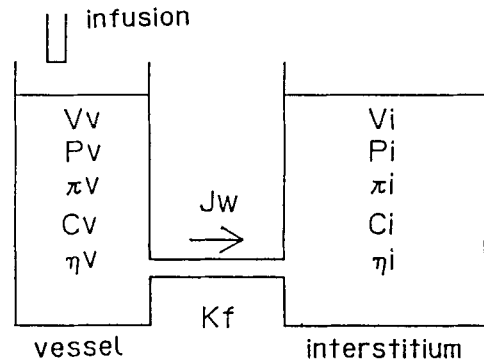 infusion
Vv
Pv
πv
Cv
ηv
Jw
Kf
Vi
Pi
πi
Ci
ηi
vessel
interstitium